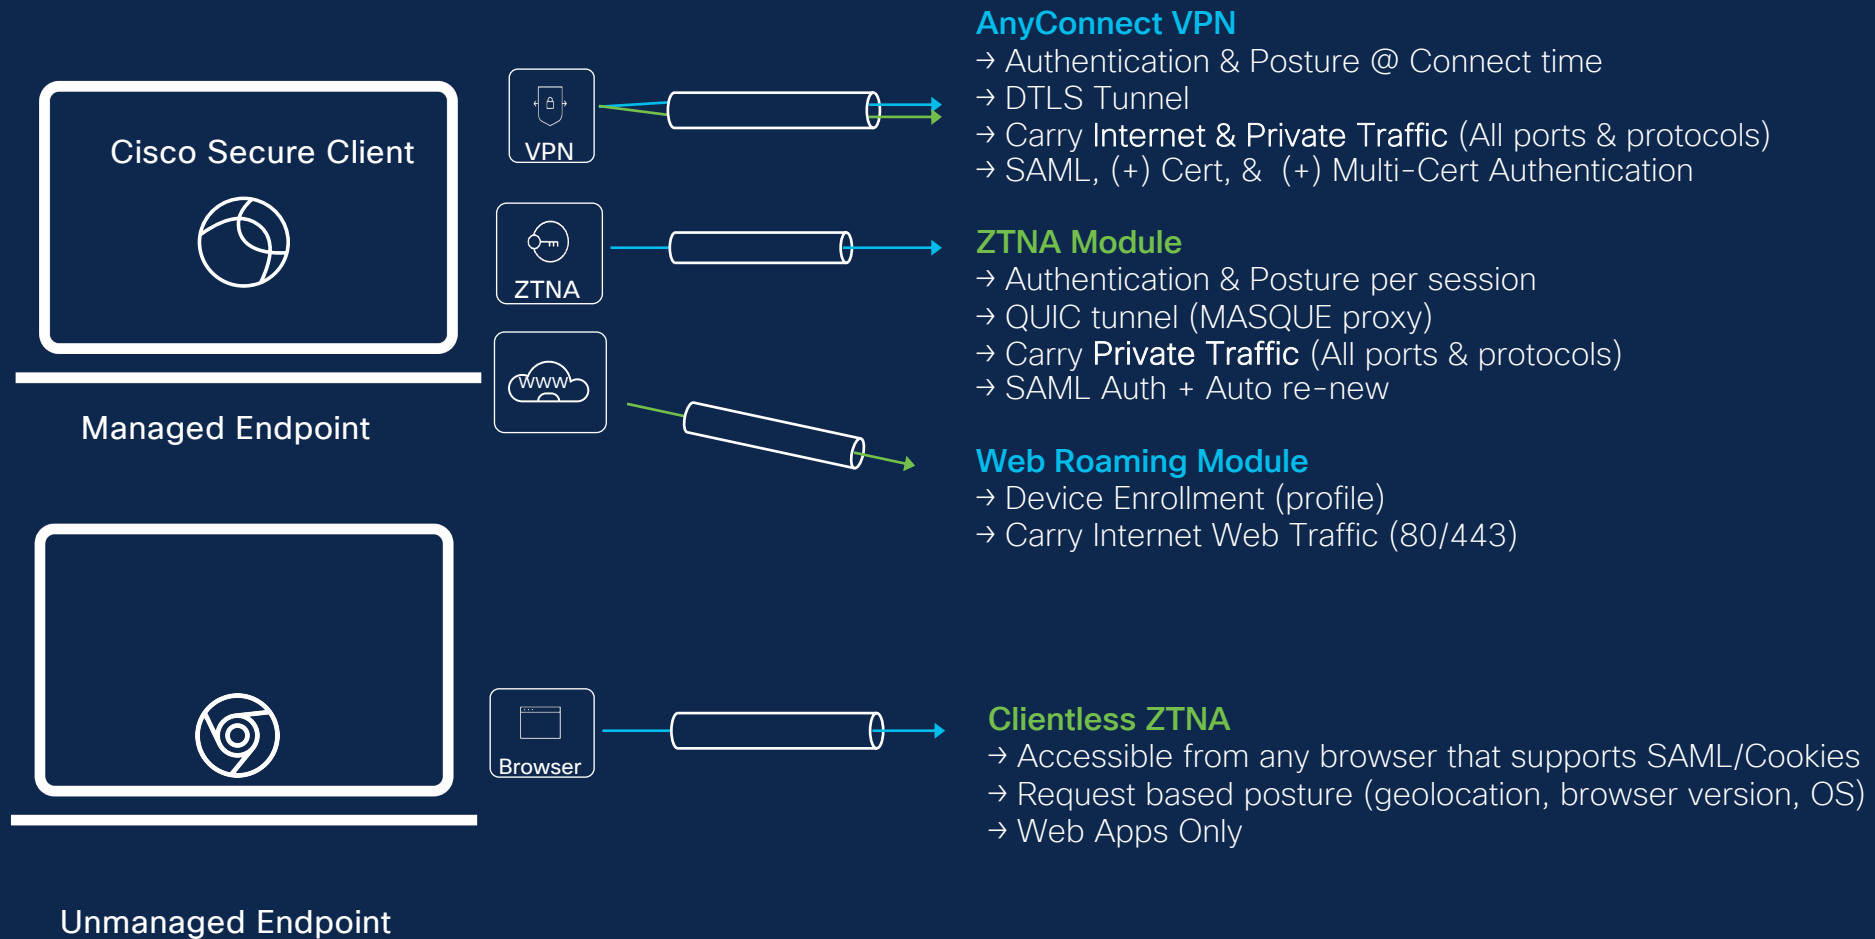 AnyConnect VPN
→ Authentication & Posture @ Connect time
→ DTLS Tunnel
→ Carry Internet & Private Traffic (All ports & protocols)
→ SAML, (+) Cert, & (+) Multi-Cert Authentication
Cisco Secure Client
VPN
ZTNA
www
Managed Endpoint
ZTNA Module
→ Authentication & Posture per session
→ QUIC tunnel (MASQUE proxy)
→ Carry Private Traffic (All ports & protocols)
→ SAML Auth + Auto re-new
Web Roaming Module
→ Device Enrollment (profile)
→ Carry Internet Web Traffic (80/443)
Browser
Clientless ZTNA
→ Accessible from any browser that supports SAML/Cookies
→ Request based posture (geolocation, browser version, OS)
→ Web Apps Only
Unmanaged Endpoint